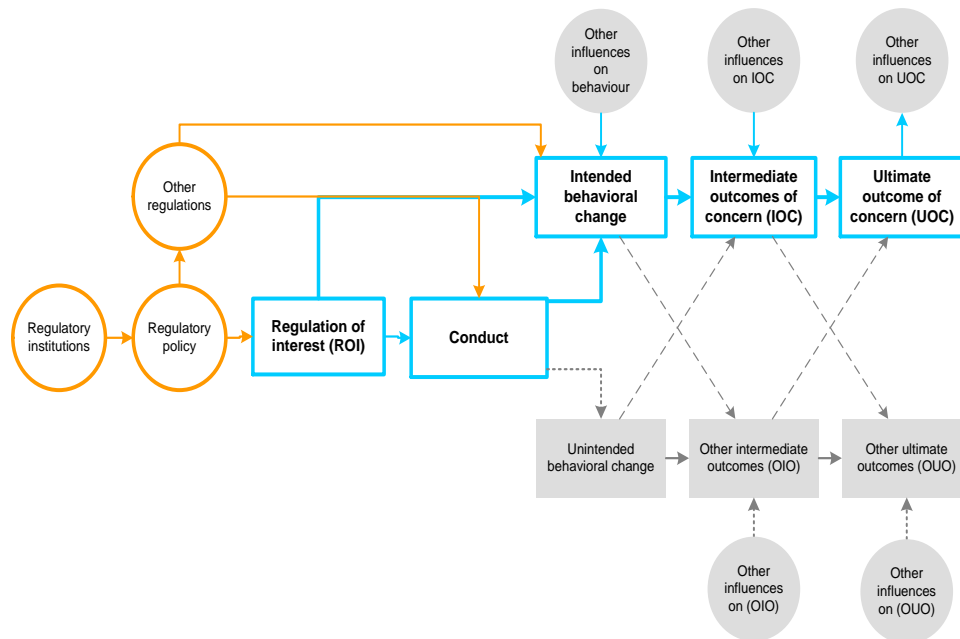 Other
influences
on
behaviour
Other
influences
on IOC
Other
influences
on UOC
Other
regulations
Intended
behavioral
change
Intermediate
outcomes of
concern (IOC)
Ultimate
outcome of
concern (UOC)
Regulatory
institutions
Regulatory
policy
Regulation of
interest (ROI)
Conduct
Unintended
behavioral change
Other intermediate
outcomes (OIO)
Other ultimate
outcomes (OUO)
Other
influences
on (OIO)
Other
influences
on (OUO)